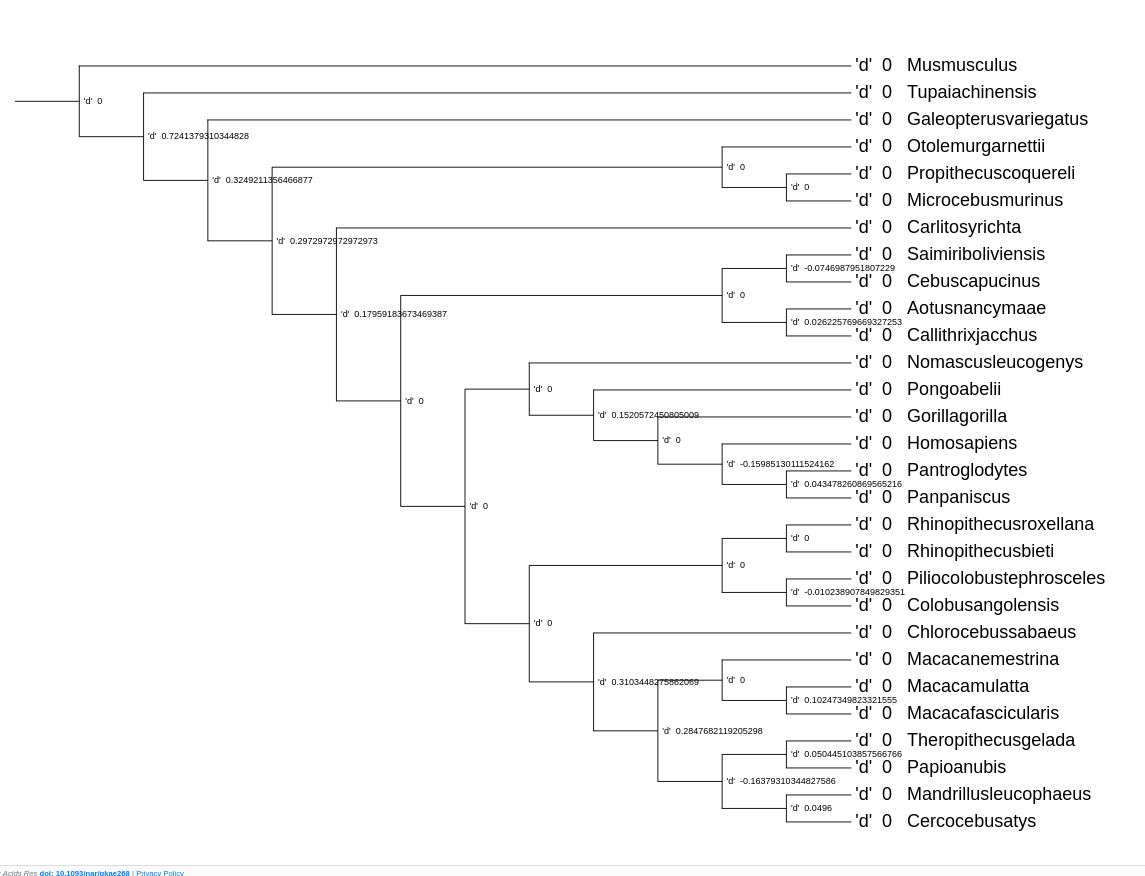 'd' 0 Musmusculus
'd' 0 Tupaiachinensis
'd' 0
'd' 0 Galeopterusvariegatus
'd' 0.7241379310344828
'd' 0 Otolemurgarnettii
'd' 0
'd' 0 Propithecuscoquereli
'd' 0.3249211356466877
'd' 0
'd' 0 Microcebusmurinus
'd' 0 Carlitosyrichta
'd' 0.2972972972972973
'd' 0 Saimiriboliviensis
'd' -0.0746987951807229
'd' 0 Cebuscapucinus
'd' 0
'd' 0 Aotusnancymaae
'd' 0.17959183673469387
'd' 0.026225769669327253
'd' 0 Callithrixjacchus
'd' 0 Nomascusleucogenys
'd' 0
'd' 0 Pongoabelii
'd' 0
'd' 0.1520572450805009
'd' 0 Gorillagorilla
'd' 0
'd' 0 Homosapiens
'd' -0.15985130111524162
'd' 0 Pantroglodytes
'd' 0.043478260869565216
'd' 0 Panpaniscus
'd' 0
'd' 0 Rhinopithecusroxellana
'd' 0
'd' 0 Rhinopithecusbieti
'd' 0
'd' 0 Piliocolobustephrosceles
'd' -0.010238907849829351
'd' 0 Colobusangolensis
'd' 0
'd' 0 Chlorocebussabaeus
'd' 0 Macacanemestrina
'd' 0.3103448275862069
'd' 0
'd' 0 Macacamulatta
'd' 0.10247349823321555
'd' 0 Macacafascicularis
'd' 0.2847682119205298
'd' 0 Theropithecusgelada
'd' 0.050445103857566766
'd' 0 Papioanubis
'd' -0.16379310344827586
'd' 0 Mandrillusleucophaeus
'd' 0.0496
'd' 0 Cercocebusatys
Acids Res doi: 10.1093/nar/gkae268 | Privacy Policy